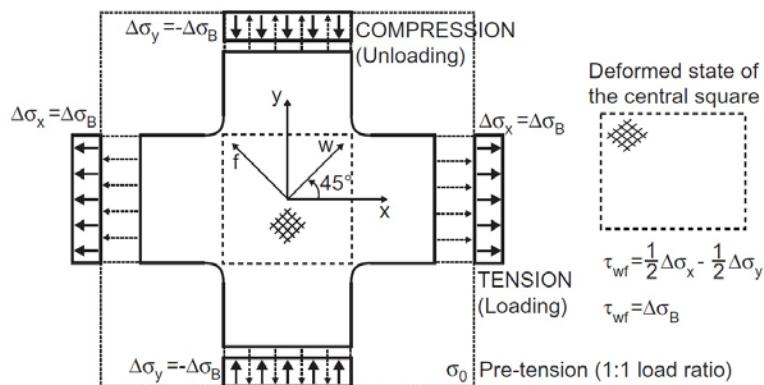 Δσy=-ΔσB
COMPRESSION
(Unloading)
Deformed state of
the central square
y
Δσx=ΔσB
Δσx=ΔσB
f
w
45°
x
τwf=1/2Δσx - 1/2Δσy
TENSION
(Loading)
τwf=ΔσB
Δσy=-ΔσB
σ0 Pre-tension (1:1 load ratio)